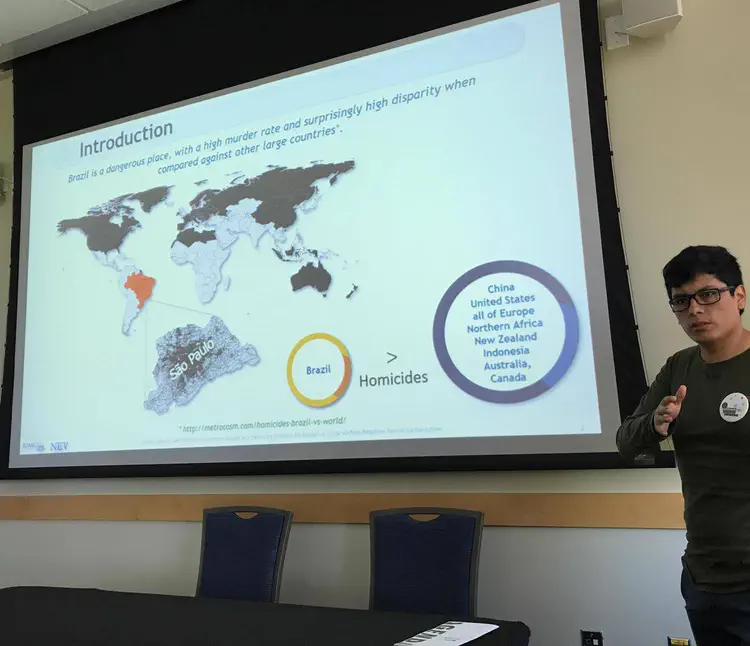 Introduction
Brazil is a dangerous place, with a high murder rate and surprisingly high disparity when
compared against other large countries*.
São Paulo
Brazil
>
Homicides
China
United States
all of Europe
Northern Africa
New Zealand
Indonesia
Australia,
Canada
* http://metrocosm.com/homicides-brazil-vs-world/
NEV
AGENDA